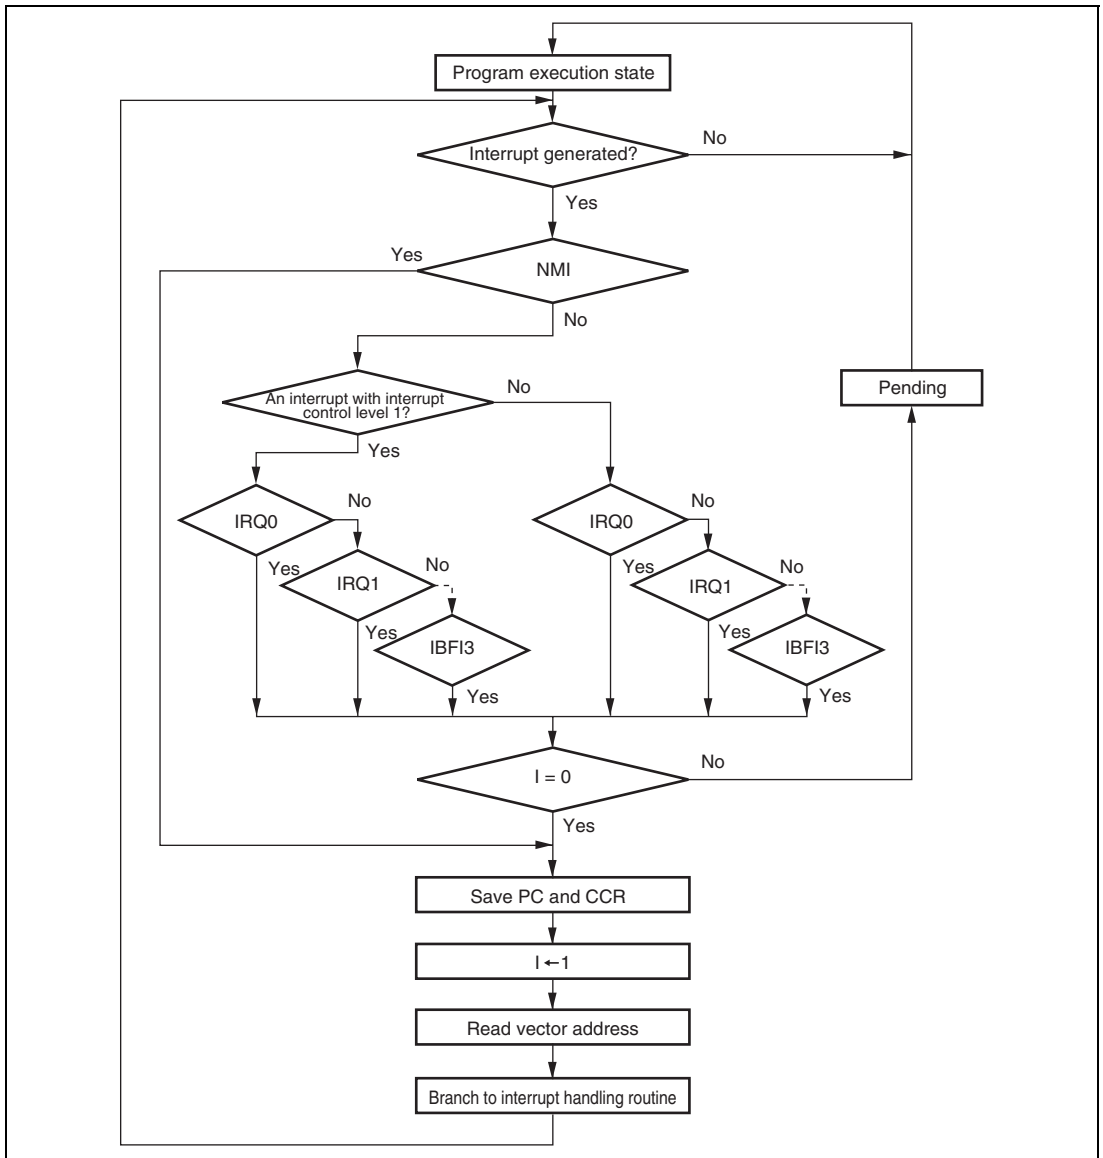 Program execution state
Interrupt generated?
No
Yes
Yes
NMI
No
An interrupt with interrupt
control level 1?
No
Pending
Yes
IRQ0
No
IRQ0
No
Yes
IRQ1
No
Yes
IRQ1
No
Yes
IBFI3
Yes
IBFI3
Yes
Yes
I = 0
No
Yes
Save PC and CCR
I ←1
Read vector address
Branch to interrupt handling routine